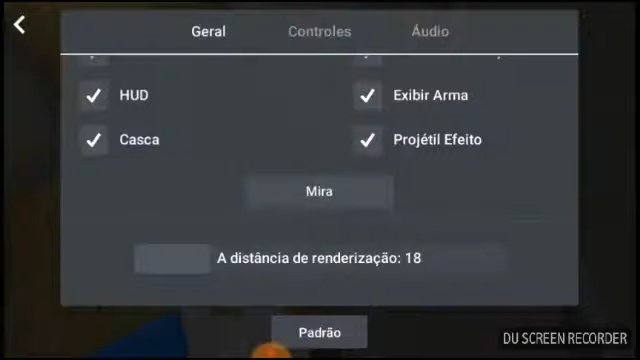 Geral Controles Áudio
HUD Exibir Arma
Casca Projétil Efeito
Mira
A distância de renderização: 18
Padrão
DU SCREEN RECORDER